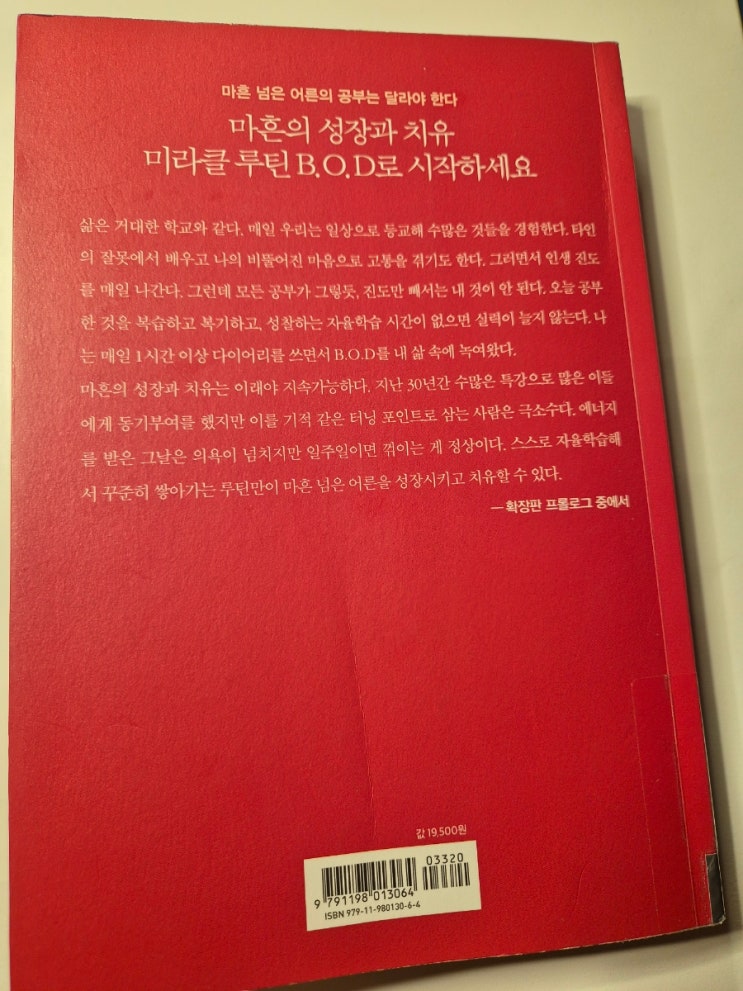 마흔 넘은 어른의 공부는 달라야 한다
마흔의 성장과 치유
미라클 루틴 B.O.D로 시작하세요
삶은 거대한 학교와 같다. 매일 우리는 일상으로 등교해 수많은 것들을 경험한다. 타인
의 잘못에서 배우고 나의 비뚤어진 마음으로 고통을 겪기도 한다. 그러면서 인생 진도
를 매일 나간다. 그런데 모든 공부가 그렇듯, 진도만 빼서는 내 것이 안 된다. 오늘 공부
한 것을 복습하고 복기하고, 성찰하는 자율학습 시간이 없으면 실력이 늘지 않는다. 나
는 매일 1시간 이상 다이어리를 쓰면서 B.O.D를 내 삶 속에 녹여왔다.
마흔의 성장과 치유는 이래야 지속가능하다. 지난 30년간 수많은 특강으로 많은 이들
에게 동기부여를 했지만 이를 기적 같은 터닝 포인트로 삼는 사람은 극소수다. 에너지
를 받은 그날은 의욕이 넘치지만 일주일이면 꺾이는 게 정상이다. 스스로 자율학습해
서 꾸준히 쌓아가는 루틴만이 마흔 넘은 어른을 성장시키고 치유할 수 있다.
— 확장판 프롤로그 중에서
값 19,500원
03320
9 791198 013064
ISBN 979-11-980130-6-4